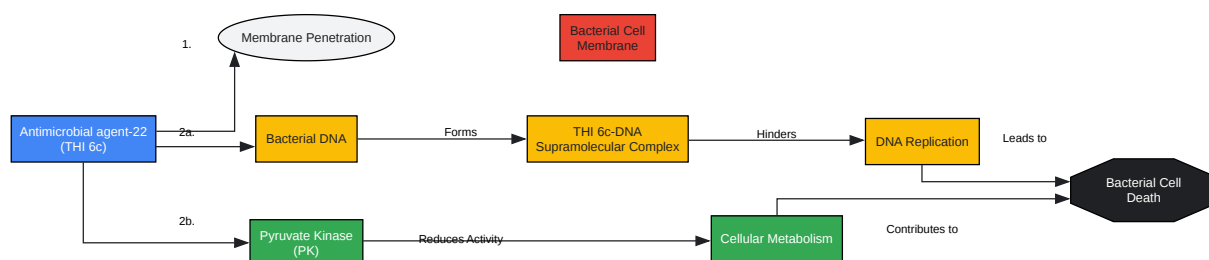 1.
Membrane Penetration
Bacterial Cell
Membrane
Antimicrobial agent-22
(THI 6c)
2a.
Bacterial DNA
Forms
THI 6c-DNA
Supramolecular Complex
Hinders
DNA Replication
Leads to
Bacterial Cell
Death
2b.
Pyruvate Kinase
(PK)
Reduces Activity
Cellular Metabolism
Contributes to